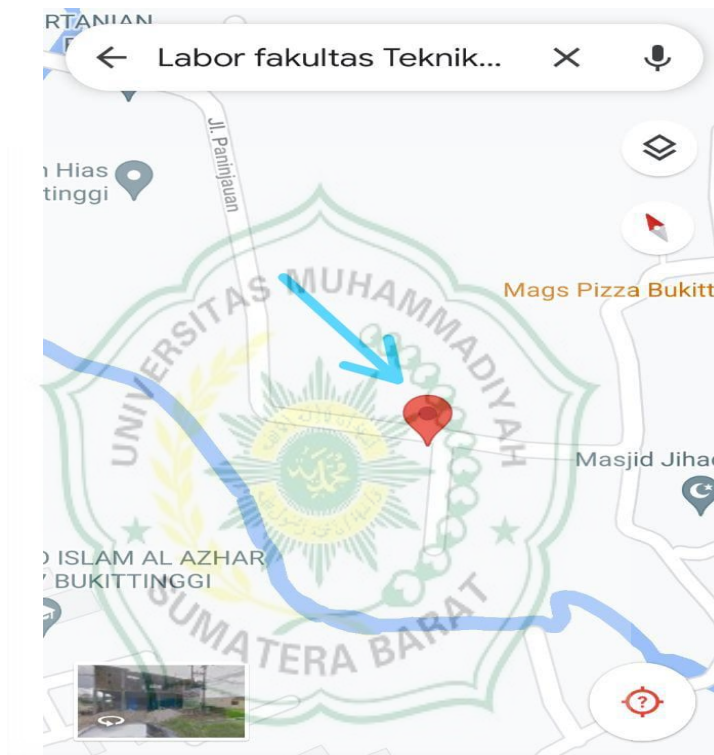 RTANIAN
Labor fakultas Teknik...
Jl. Paninjauan
Hias
tinggi
Mags Pizza Bukitt
UNIVERSITAS MUHAMMADIYAH
Masjid Jiha
O ISLAM AL AZHAR
BUKITTINGGI
SUMATERA BARAT
?